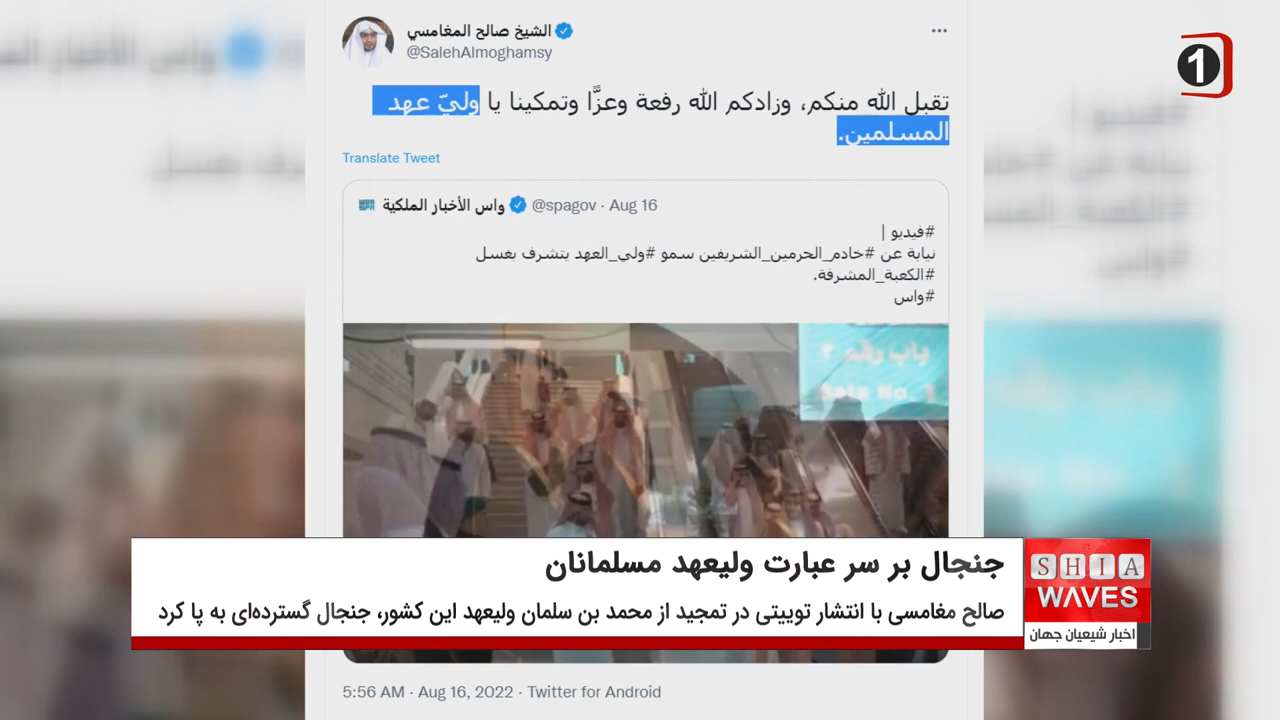 الشيخ صالح المغامسي
@SalehAlmoghamsy
1
تقبل الله منكم، وزادكم الله رفعة وعزًّا وتمكينا يا وليّ عهد
المسلمين.
Translate Tweet
واس الأخبار الملكية @spagov · Aug 16
#فيديو |
نيابة عن #خادم_الحرمين_الشريفين سمو #ولي_العهد يتشرف بغسل
#الكعبة_المشرفة.
#واس
باب رقم ٢
جنجال بر سر عبارت ولیعهد مسلمانان
صالح مغامسی با انتشار توییتی در تمجید از محمد بن سلمان ولیعهد این کشور، جنجال گسترده‌ای به پا کرد
SHIA
WAVES
اخبار شیعیان جهان
5:56 AM · Aug 16, 2022 · Twitter for Android